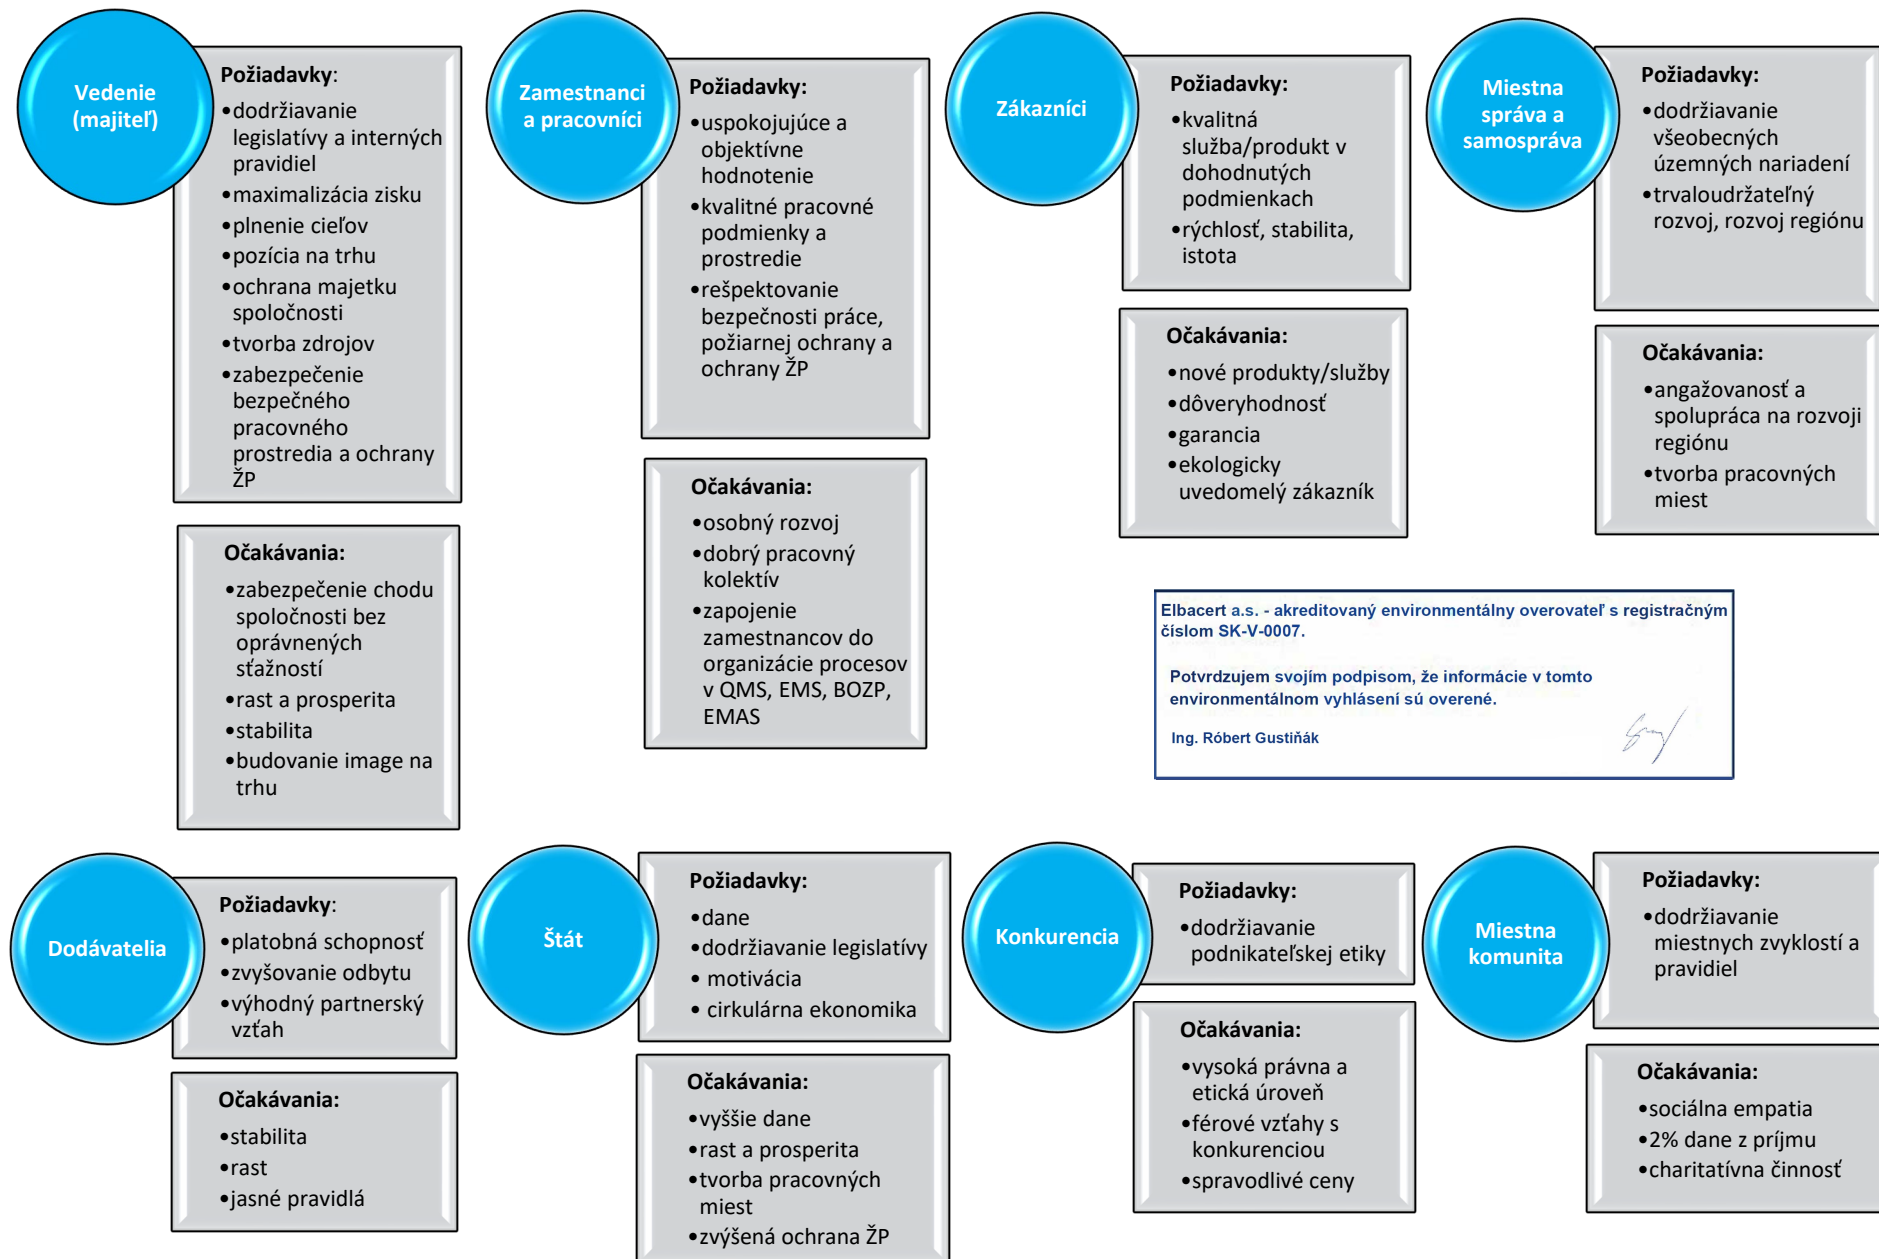 Vedenie
(majiteľ)
Požiadavky:
•dodržiavanie
legislatívy a interných
pravidiel
•maximalizácia zisku
•plnenie cieľov
•pozícia na trhu
•ochrana majetku
spoločnosti
•tvorba zdrojov
•zabezpečenie
bezpečného
pracovného
prostredia a ochrany
ŽP
Očakávania:
•zabezpečenie chodu
spoločnosti bez
oprávnených
sťažností
•rast a prosperita
•stabilita
•budovanie image na
trhu
Zamestnanci
a pracovníci
Požiadavky:
•uspokojujúce a
objektívne
hodnotenie
•kvalitné pracovné
podmienky a
prostredie
•rešpektovanie
bezpečnosti práce,
požiarnej ochrany a
ochrany ŽP
Očakávania:
•osobný rozvoj
•dobrý pracovný
kolektív
•zapojenie
zamestnancov do
organizácie procesov
v QMS, EMS, BOZP,
EMAS
Zákazníci
Požiadavky:
•kvalitná
služba/produkt v
dohodnutých
podmienkach
•rýchlosť, stabilita,
istota
Očakávania:
•nové produkty/služby
•dôveryhodnosť
•garancia
•ekologicky
uvedomelý zákazník
Miestna
správa a
samospráva
Požiadavky:
•dodržiavanie
všeobecných
územných nariadení
•trvaloudržateľný
rozvoj, rozvoj regiónu
Očakávania:
•angažovanosť a
spolupráca na rozvoji
regiónu
•tvorba pracovných
miest
Elbacert a.s. - akreditovaný environmentálny overovateľ s registračným
číslom SK-V-0007.
Potvrdzujem svojím podpisom, že informácie v tomto
environmentálnom vyhlásení sú overené.
Ing. Róbert Gustiňák
Dodávatelia
Požiadavky:
•platobná schopnosť
•zvyšovanie odbytu
•výhodný partnerský
vzťah
Očakávania:
•stabilita
•rast
•jasné pravidlá
Štát
Požiadavky:
•dane
•dodržiavanie legislatívy
• motivácia
• cirkulárna ekonomika
Očakávania:
•vyššie dane
•rast a prosperita
•tvorba pracovných
miest
•zvýšená ochrana ŽP
Konkurencia
Požiadavky:
•dodržiavanie
podnikateľskej etiky
Očakávania:
•vysoká právna a
etická úroveň
•férové vzťahy s
konkurenciou
•spravodlivé ceny
Miestna
komunita
Požiadavky:
•dodržiavanie
miestnych zvyklostí a
pravidiel
Očakávania:
•sociálna empatia
•2% dane z príjmu
•charitatívna činnosť